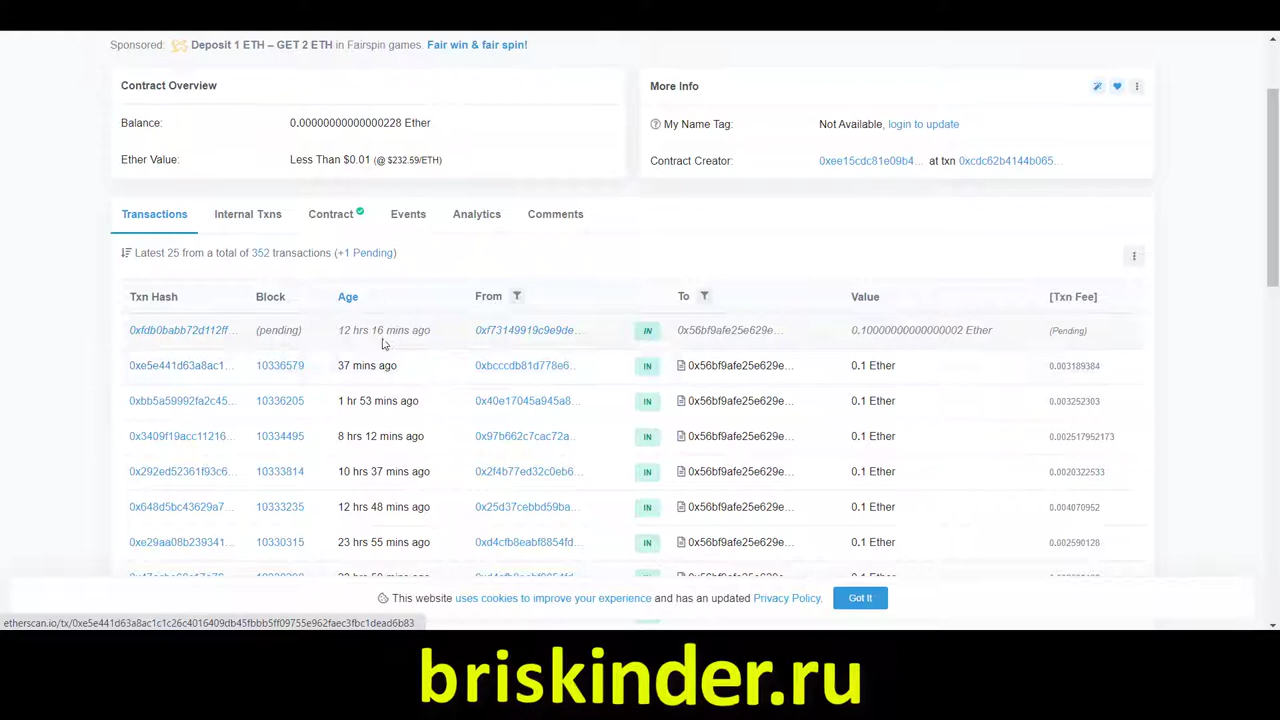 Sponsored: Deposit 1 ETH – GET 2 ETH in Fairspin games. Fair win & fair spin!
Contract Overview
Balance: 0.00000000000000228 Ether
Ether Value: Less Than $0.01 (@ $232.59/ETH)
More Info
My Name Tag: Not Available, login to update
Contract Creator: 0xee15cdc81e09b4... at txn 0xcdc62b4144b065...
Transactions Internal Txns Contract Events Analytics Comments
Latest 25 from a total of 352 transactions (+1 Pending)
Txn Hash Block Age From To Value [Txn Fee]
0xfdb0babb72d112ff... (pending) 12 hrs 16 mins ago 0xf73149919c9e9de... IN 0x56bf9afe25e629e... 0.10000000000000002 Ether (Pending)
0xe5e441d63a8ac1... 10336579 37 mins ago 0xbcccdb81d778e6... IN 0x56bf9afe25e629e... 0.1 Ether 0.003189384
0xbb5a59992fa2c45... 10336205 1 hr 53 mins ago 0x40e17045a945a8... IN 0x56bf9afe25e629e... 0.1 Ether 0.003252303
0x3409f19acc11216... 10334495 8 hrs 12 mins ago 0x97b662c7cac72a... IN 0x56bf9afe25e629e... 0.1 Ether 0.002517952173
0x292ed52361f93c6... 10333814 10 hrs 37 mins ago 0x2f4b77ed32c0eb6... IN 0x56bf9afe25e629e... 0.1 Ether 0.0020322533
0x648d5bc43629a7... 10333235 12 hrs 48 mins ago 0x25d37cebbd59ba... IN 0x56bf9afe25e629e... 0.1 Ether 0.004070952
0xe29aa08b239341... 10330315 23 hrs 55 mins ago 0xd4cfb8eabf8854fd... IN 0x56bf9afe25e629e... 0.1 Ether 0.002590128
This website uses cookies to improve your experience and has an updated Privacy Policy. Got It
etherscan.io/tx/0xe5e441d63a8ac1c1c26c4016409db45fbbb5ff09755e962faec3fbc1dead6b83
briskinder.ru